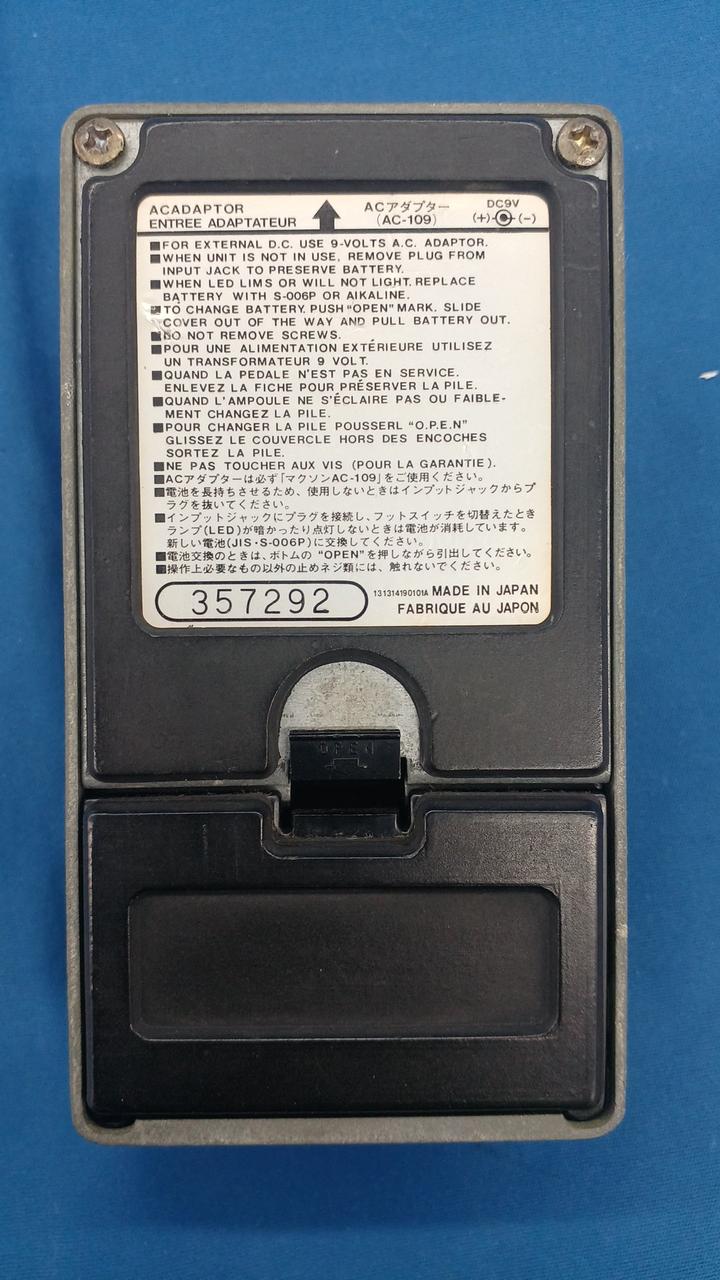 ACADAPTOR
ENTREE ADAPTATEUR
ACアダプター
(AC-109)
DC9V
(+) (-)
■FOR EXTERNAL D.C. USE 9-VOLTS A.C. ADAPTOR.
■WHEN UNIT IS NOT IN USE, REMOVE PLUG FROM
INPUT JACK TO PRESERVE BATTERY.
■WHEN LED LIMS OR WILL NOT LIGHT. REPLACE
BATTERY WITH S-006P OR AIKALINE.
■TO CHANGE BATTERY. PUSH "OPEN" MARK. SLIDE
COVER OUT OF THE WAY AND PULL BATTERY OUT.
■DO NOT REMOVE SCREWS.
■POUR UNE ALIMENTATION EXTÉRIEURE UTILISEZ
UN TRANSFORMATEUR 9 VOLT.
■QUAND LA PEDALE N'EST PAS EN SERVICE.
ENLEVEZ LA FICHE POUR PRÉSERVER LA PILE.
■QUAND L'AMPOULE NE S'ÉCLAIRE PAS OU FAIBLE-
MENT CHANGEZ LA PILE.
■POUR CHANGER LA PILE POUSSERL "O.P.E.N"
GLISSEZ LE COUVERCLE HORS DES ENCOCHES
SORTEZ LA PILE.
■NE PAS TOUCHER AUX VIS (POUR LA GARANTIE).
■ACアダプターは必ず「マクソンAC-109」をご使用ください。
■電池を長持ちさせるため、使用しないときはインプットジャックからプ
ラグを抜いてください。
■インプットジャックにプラグを接続し、フットスイッチを切替えたとき
ランプ(LED)が暗かったり点灯しないときは電池が消耗しています。
新しい電池(JIS・S-006P)に交換してください。
■電池交換のときは、ボトムの "OPEN"を押しながら引出してください。
■操作上必要なもの以外の止めネジ類には、触れないでください。
357292
131314190101A MADE IN JAPAN
FABRIQUE AU JAPON
OPEN